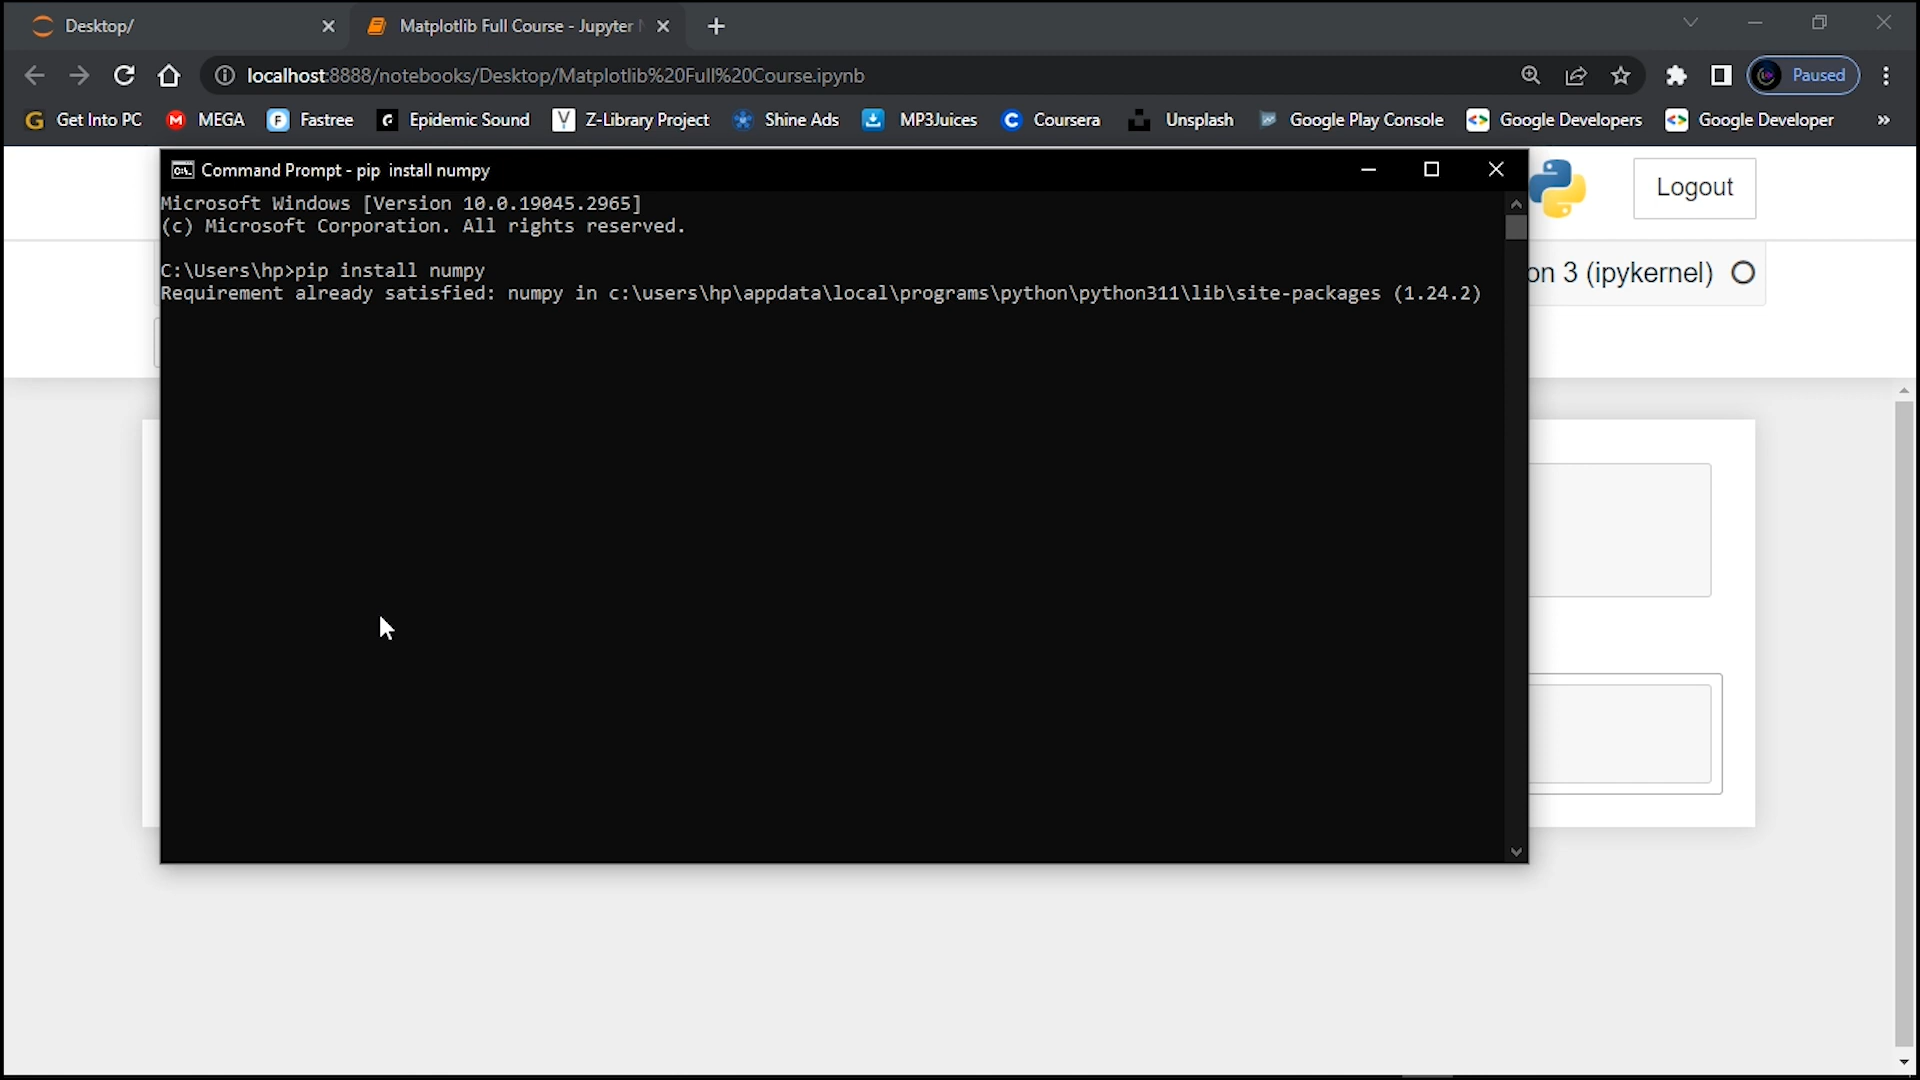 Desktop/
Matplotlib Full Course - Jupyter
localhost:8888/notebooks/Desktop/Matplotlib%20Full%20Course.ipynb
Paused
Get Into PC
MEGA
Fastree
Epidemic Sound
Z-Library Project
Shine Ads
MP3Juices
Coursera
Unsplash
Google Play Console
Google Developers
Google Developer
»
Command Prompt - pip  install numpy
Logout
Microsoft Windows [Version 10.0.19045.2965]
(c) Microsoft Corporation. All rights reserved.
C:\Users\hp>pip install numpy
on 3 (ipykernel)
Requirement already satisfied: numpy in c:\users\hp\appdata\local\programs\python\python311\lib\site-packages (1.24.2)